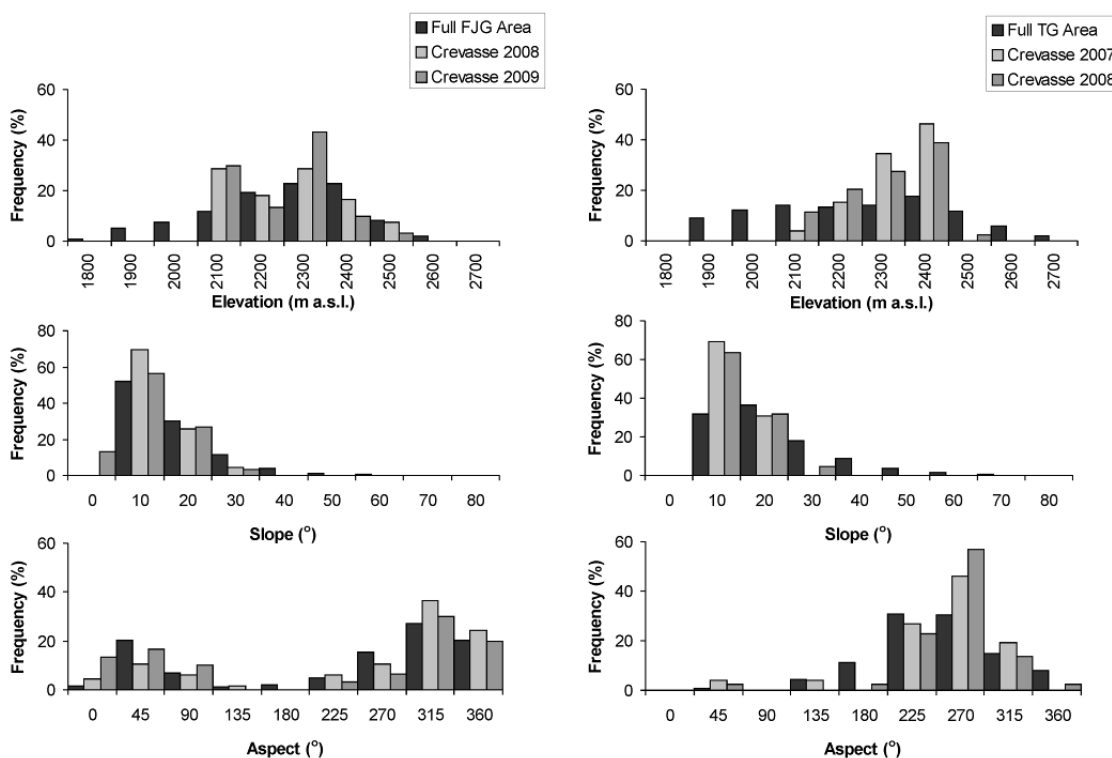 Full FJG Area
Crevasse 2008
Crevasse 2009
Frequency (%)
60
40
20
0
1800 1900 2000 2100 2200 2300 2400 2500 2600 2700
Elevation (m a.s.l.)
Frequency (%)
80
60
40
20
0
0 10 20 30 40 50 60 70 80
Slope (o)
Frequency (%)
60
40
20
0
0 45 90 135 180 225 270 315 360
Aspect (o)
Full TG Area
Crevasse 2007
Crevasse 2008
Frequency (%)
60
40
20
0
1800 1900 2000 2100 2200 2300 2400 2500 2600 2700
Elevation (m a.s.l.)
Frequency (%)
80
60
40
20
0
0 10 20 30 40 50 60 70 80
Slope (o)
Frequency (%)
60
40
20
0
0 45 90 135 180 225 270 315 360
Aspect (o)